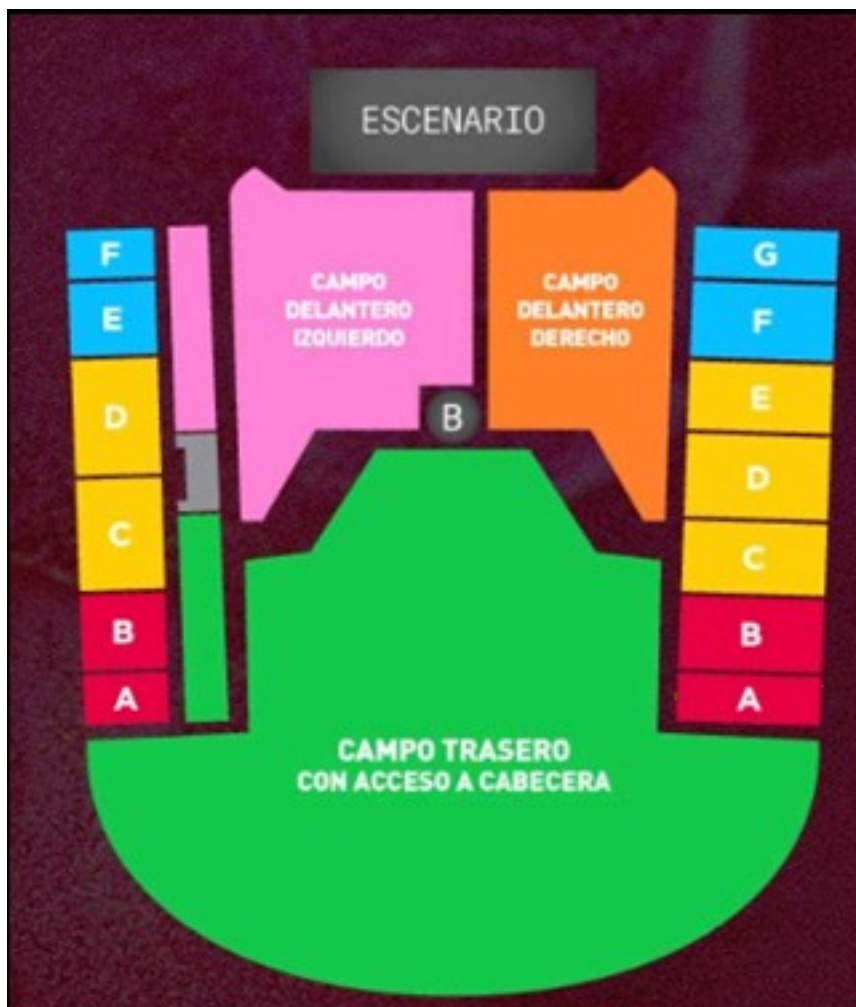 ESCENARIO
CAMPO
DELANTERO
IZQUIERDO
CAMPO
DELANTERO
DERECHO
B
F
E
D
C
B
A
G
F
E
D
C
B
A
CAMPO TRASERO
CON ACCESO A CABECERA